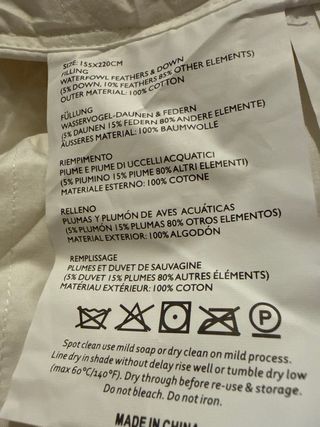 SIZE: 155X220CM
FILLING
WATERFOWL FEATHERS & DOWN
(5% DOWN, 10% FEATHERS 85% OTHER ELEMENTS)
OUTER MATERIAL: 100% COTTON
FÜLLUNG
WASSERVOGEL-DAUNEN & FEDERN
(5% DAUNEN 15% FEDERN 80% ANDERE ELEMENTE)
ÄUSSERES MATERIAL: 100% BAUMWOLLE
RIEMPIMENTO
PIUME E PIUME DI UCCELLI ACQUATICI
(5% PIUMINO 15% PIUME 80% ALTRI ELEMENTI)
MATERIALE ESTERNO: 100% COTONE
RELLENO
PLUMAS Y PLUMÓN DE AVES ACUÁTICAS
(5% PLUMÓN 15% PLUMAS 80% OTROS ELEMENTOS)
MATERIAL EXTERIOR: 100% ALGODÓN
REMPLISSAGE
PLUMES ET DUVET DE SAUVAGINE
(5% DUVET 15% PLUMES 80% AUTRES ÉLÉMENTS)
MATÉRIAU EXTÉRIEUR: 100% COTON
P
Spot clean use mild soap or dry clean on mild process.
Line dry in shade without delay rise well or tumble dry low
(max 60°C/140°F). Dry through before re-use & storage.
Do not bleach. Do not iron.
MADE IN CHINA